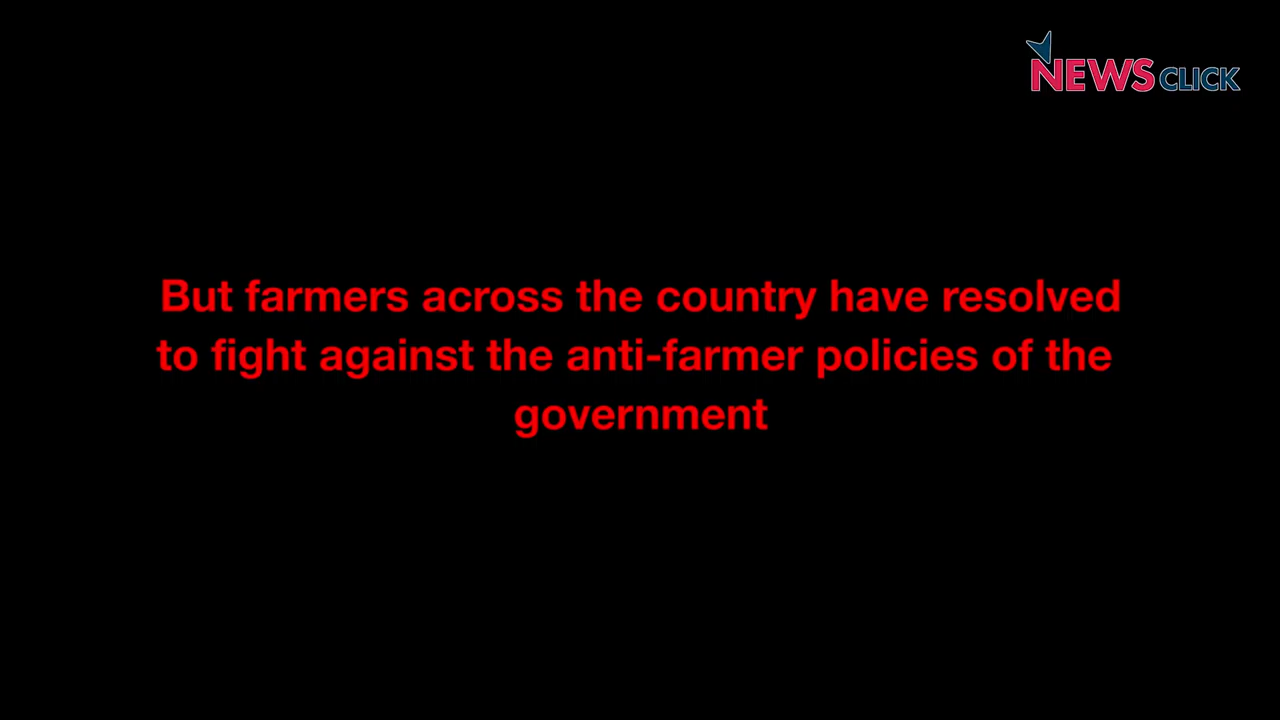 NEWSCLICK
But farmers across the country have resolved
to fight against the anti-farmer policies of the
government